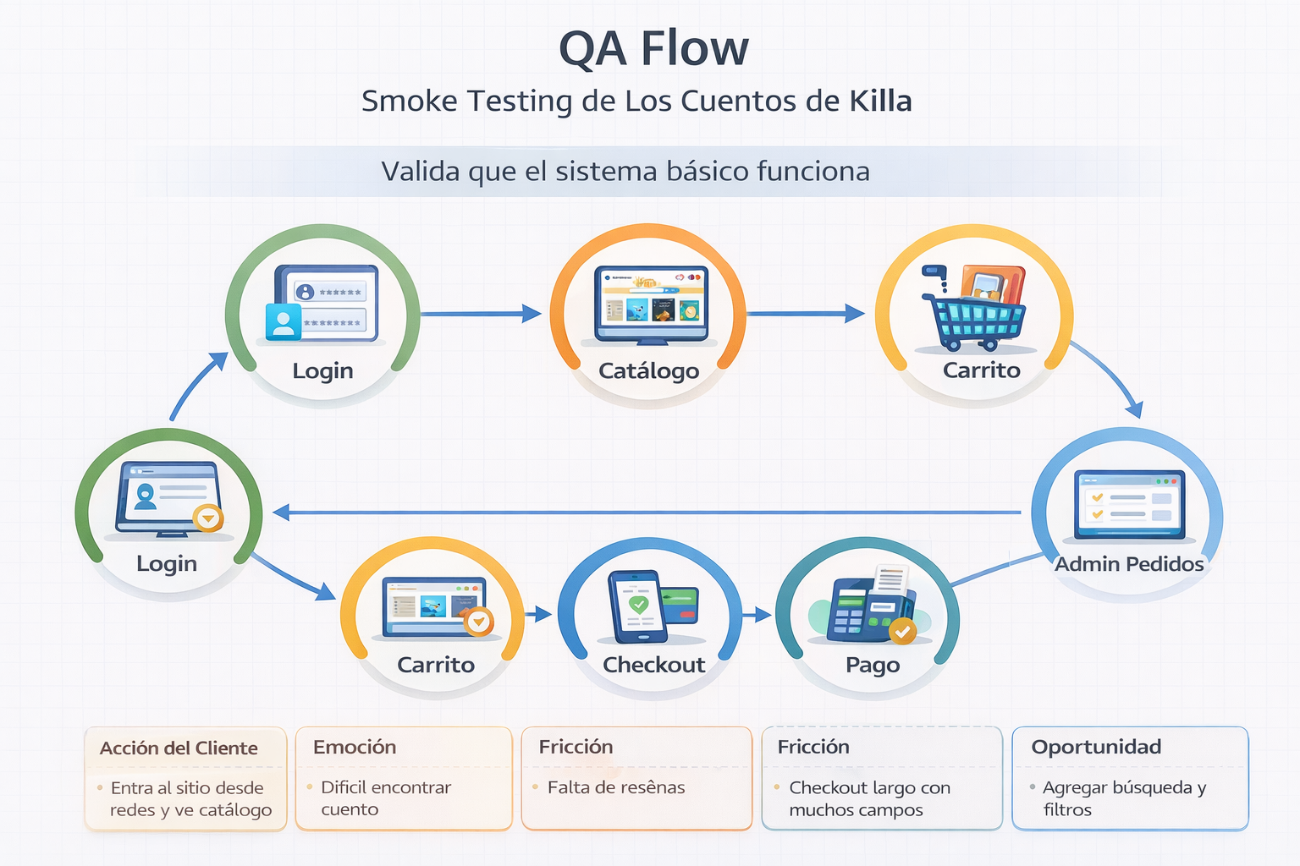 QA Flow
Smoke Testing de Los Cuentos de Killa
Valida que el sistema básico funciona
Login
Catálogo
Carrito
Login
Admin Pedidos
Carrito
Checkout
Pago
Acción del Cliente
• Entra al sitio desde
redes y ve catálogo
Emoción
• Dificil encontrar
cuento
Fricción
• Falta de resênas
Fricción
• Checkout largo con
muchos campos
Oportunidad
• Agregar búsqueda y
filtros